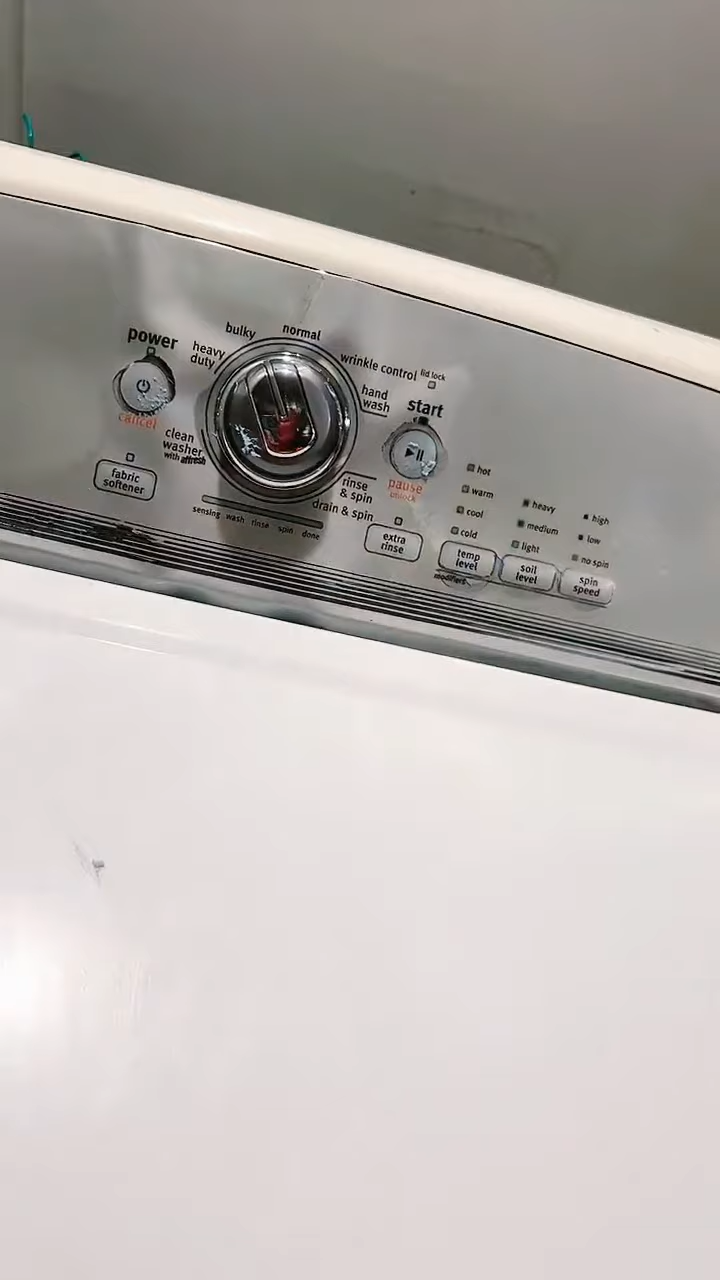 power
cancel
fabric
softener
bulky
normal
heavy
duty
wrinkle control
lid lock
hand
wash
clean
washer
with affresh
rinse
& spin
drain & spin
sensing wash rinse spin done
start
pause
unlock
extra
rinse
hot
warm
cool
cold
temp
level
modifiers
heavy
medium
light
soil
level
high
low
no spin
spin
speed